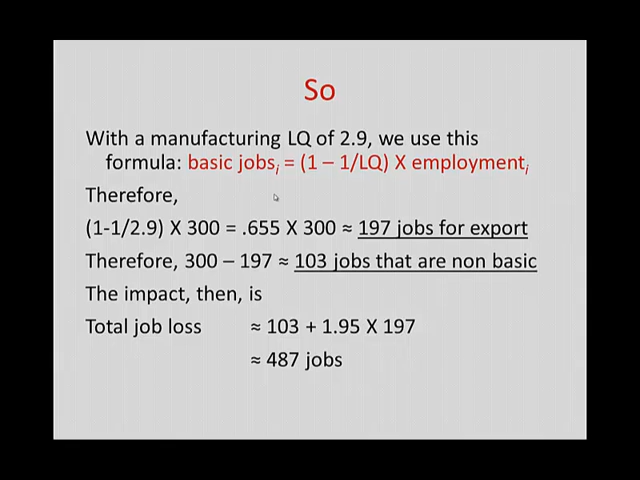 So
With a manufacturing LQ of 2.9, we use this
formula: basic jobsᵢ = (1 – 1/LQ) X employmentᵢ
Therefore,
(1-1/2.9) X 300 = .655 X 300 ≈ 197 jobs for export
Therefore, 300 – 197 ≈ 103 jobs that are non basic
The impact, then, is
Total job loss ≈ 103 + 1.95 X 197
≈ 487 jobs